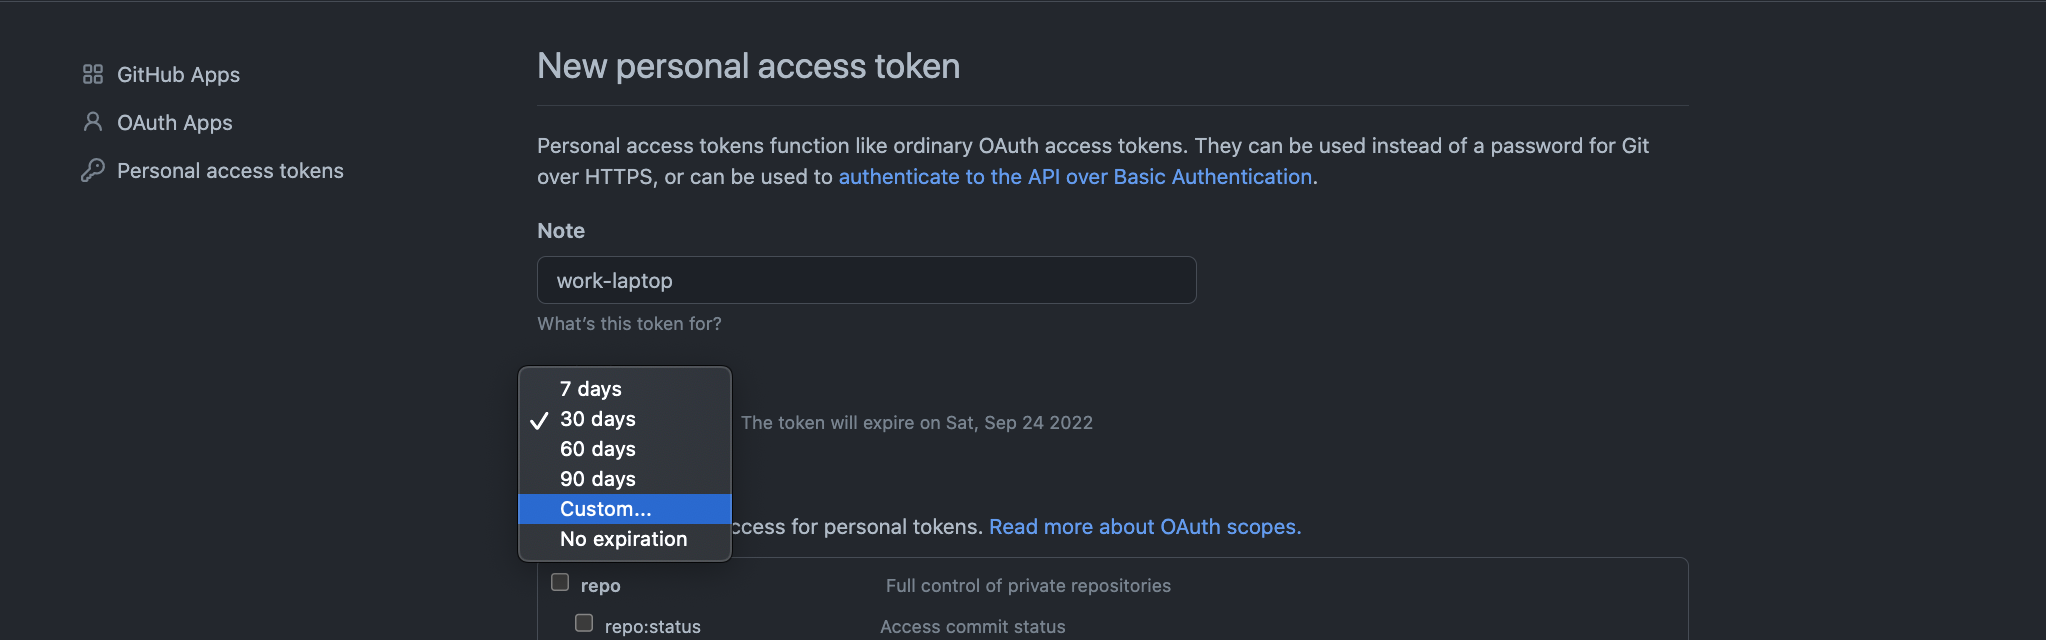 GitHub Apps
OAuth Apps
Personal access tokens
New personal access token
Personal access tokens function like ordinary OAuth access tokens. They can be used instead of a password for Git
over HTTPS, or can be used to authenticate to the API over Basic Authentication.
Note
work-laptop
What's this token for?
7 days
30 days
The token will expire on Sat, Sep 24 2022
60 days
90 days
Custom...
No expiration
ccess for personal tokens. Read more about OAuth scopes.
repo Full control of private repositories
repo:status Access commit status